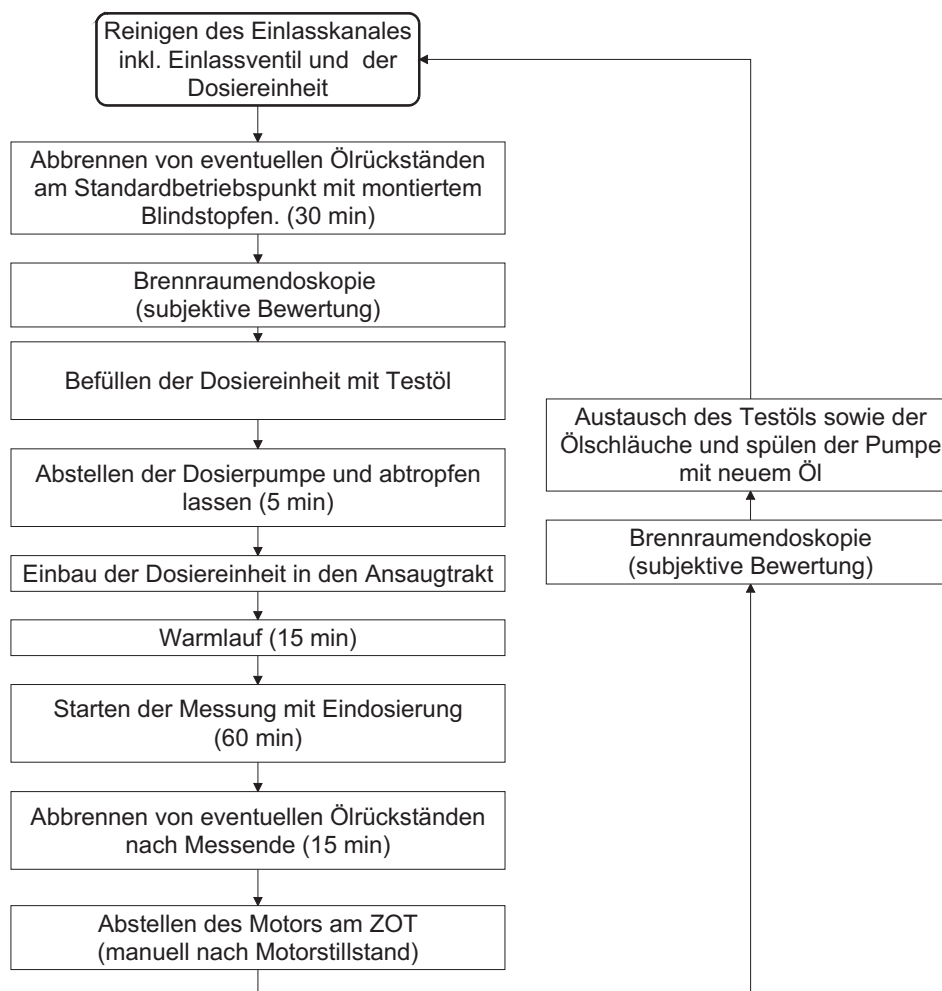 Reinigen des Einlasskanales
inkl. Einlassventil und der
Dosiereinheit
Abbrennen von eventuellen Ölrückständen
am Standardbetriebspunkt mit montiertem
Blindstopfen. (30 min)
Brennraumendoskopie
(subjektive Bewertung)
Befüllen der Dosiereinheit mit Testöl
Abstellen der Dosierpumpe und abtropfen
lassen (5 min)
Einbau der Dosiereinheit in den Ansaugtrakt
Warmlauf (15 min)
Starten der Messung mit Eindosierung
(60 min)
Abbrennen von eventuellen Ölrückständen
nach Messende (15 min)
Abstellen des Motors am ZOT
(manuell nach Motorstillstand)
Brennraumendoskopie
(subjektive Bewertung)
Austausch des Testöls sowie der
Ölschläuche und spülen der Pumpe
mit neuem Öl